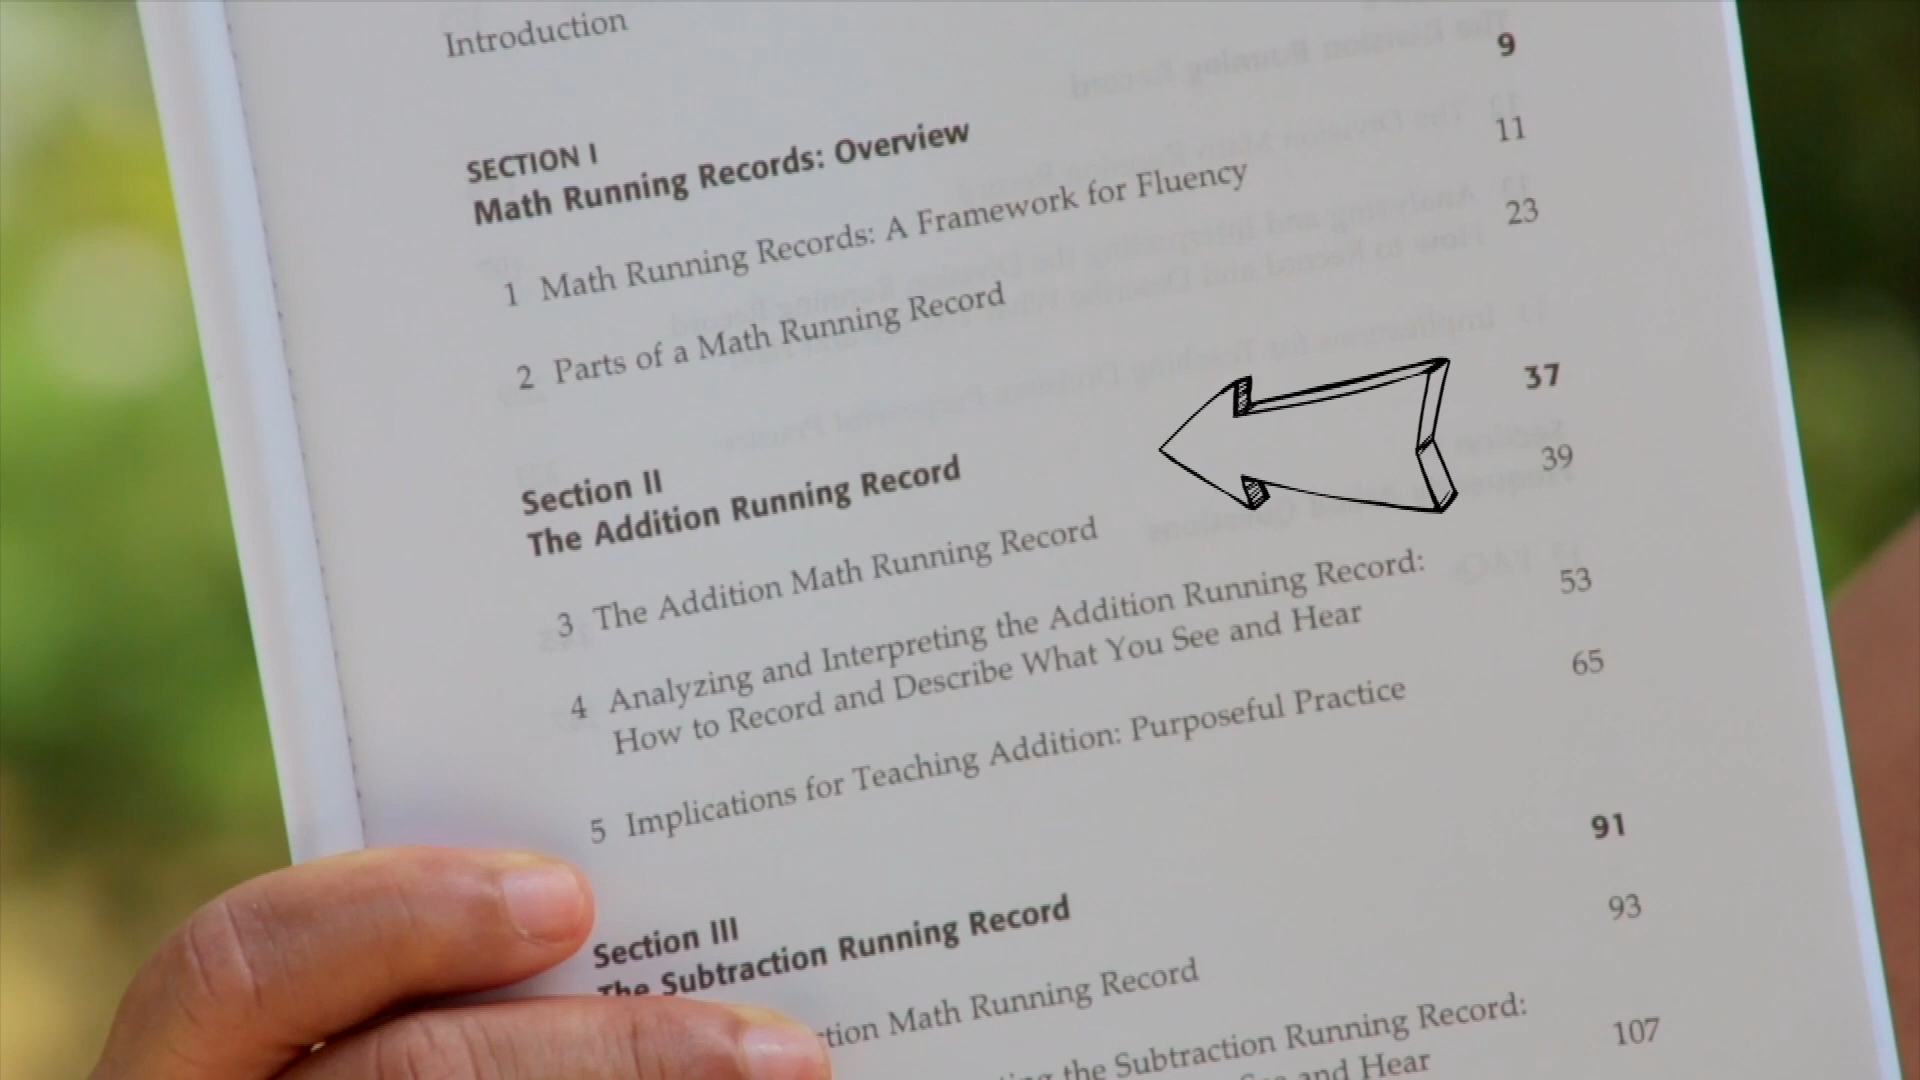 Introduction
SECTION I
Math Running Records: Overview 9
1 Math Running Records: A Framework for Fluency 11
2 Parts of a Math Running Record 23
Section II
The Addition Running Record 37
3 The Addition Math Running Record 39
4 Analyzing and Interpreting the Addition Running Record:
How to Record and Describe What You See and Hear 53
5 Implications for Teaching Addition: Purposeful Practice 65
Section III
The Subtraction Running Record 91
tion Math Running Record 93
the Subtraction Running Record:
and Hear 107